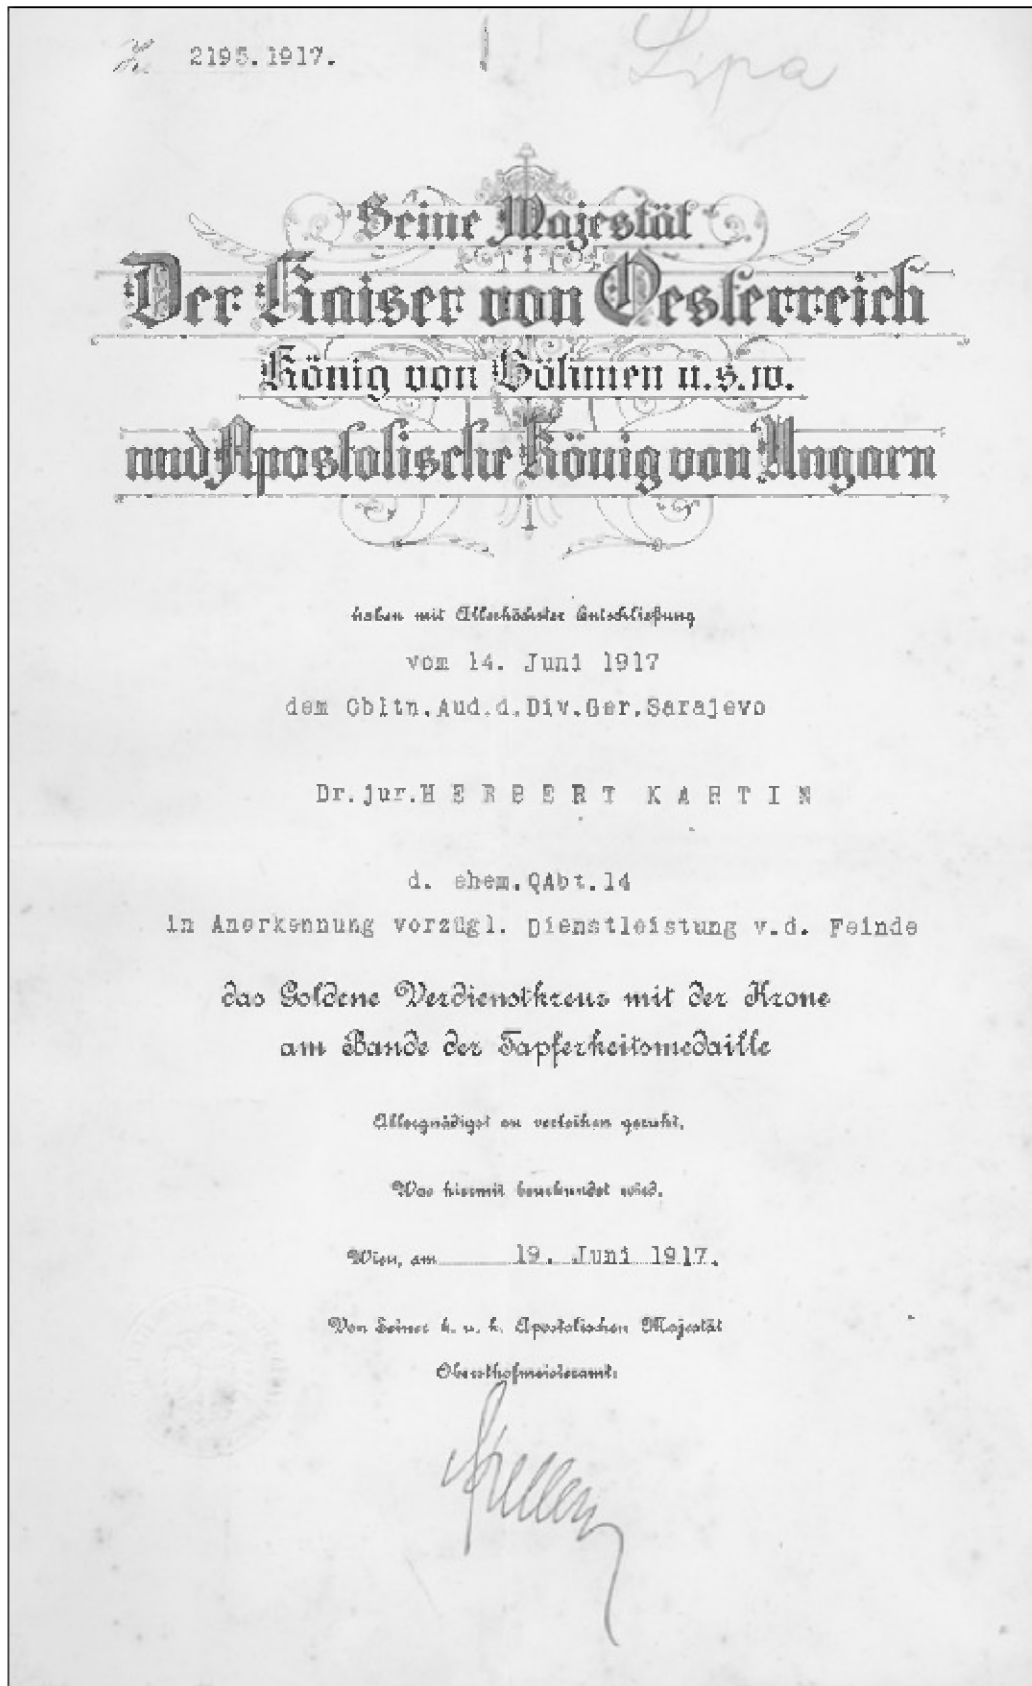 Z. 2195.1917.
Lipa
Seine Majestät
Der Kaiser von Oesterreich
König von Böhmen u.s.w.
und Apostolische König von Ungarn
haben mit Allerhöchster Entschließung
vom 14. Juni 1917
dem Obltn.Aud.d.Div.Ger.Sarajevo
Dr.jur.HERBERT KARTIN
d. ehem.QAbt.14
in Anerkennung vorzügl. Dienstleistung v.d. Feinde
das Goldene Verdienstkreuz mit der Krone
am Bande der Tapferkeitsmedaille
Allergnädigst zu verleihen geruht.
Was hiermit beurkundet wird.
Wien, am 19. Juni 1917.
Von Seiner k. u. k. Apostolischen Majestät
Obersthofmeisteramt: